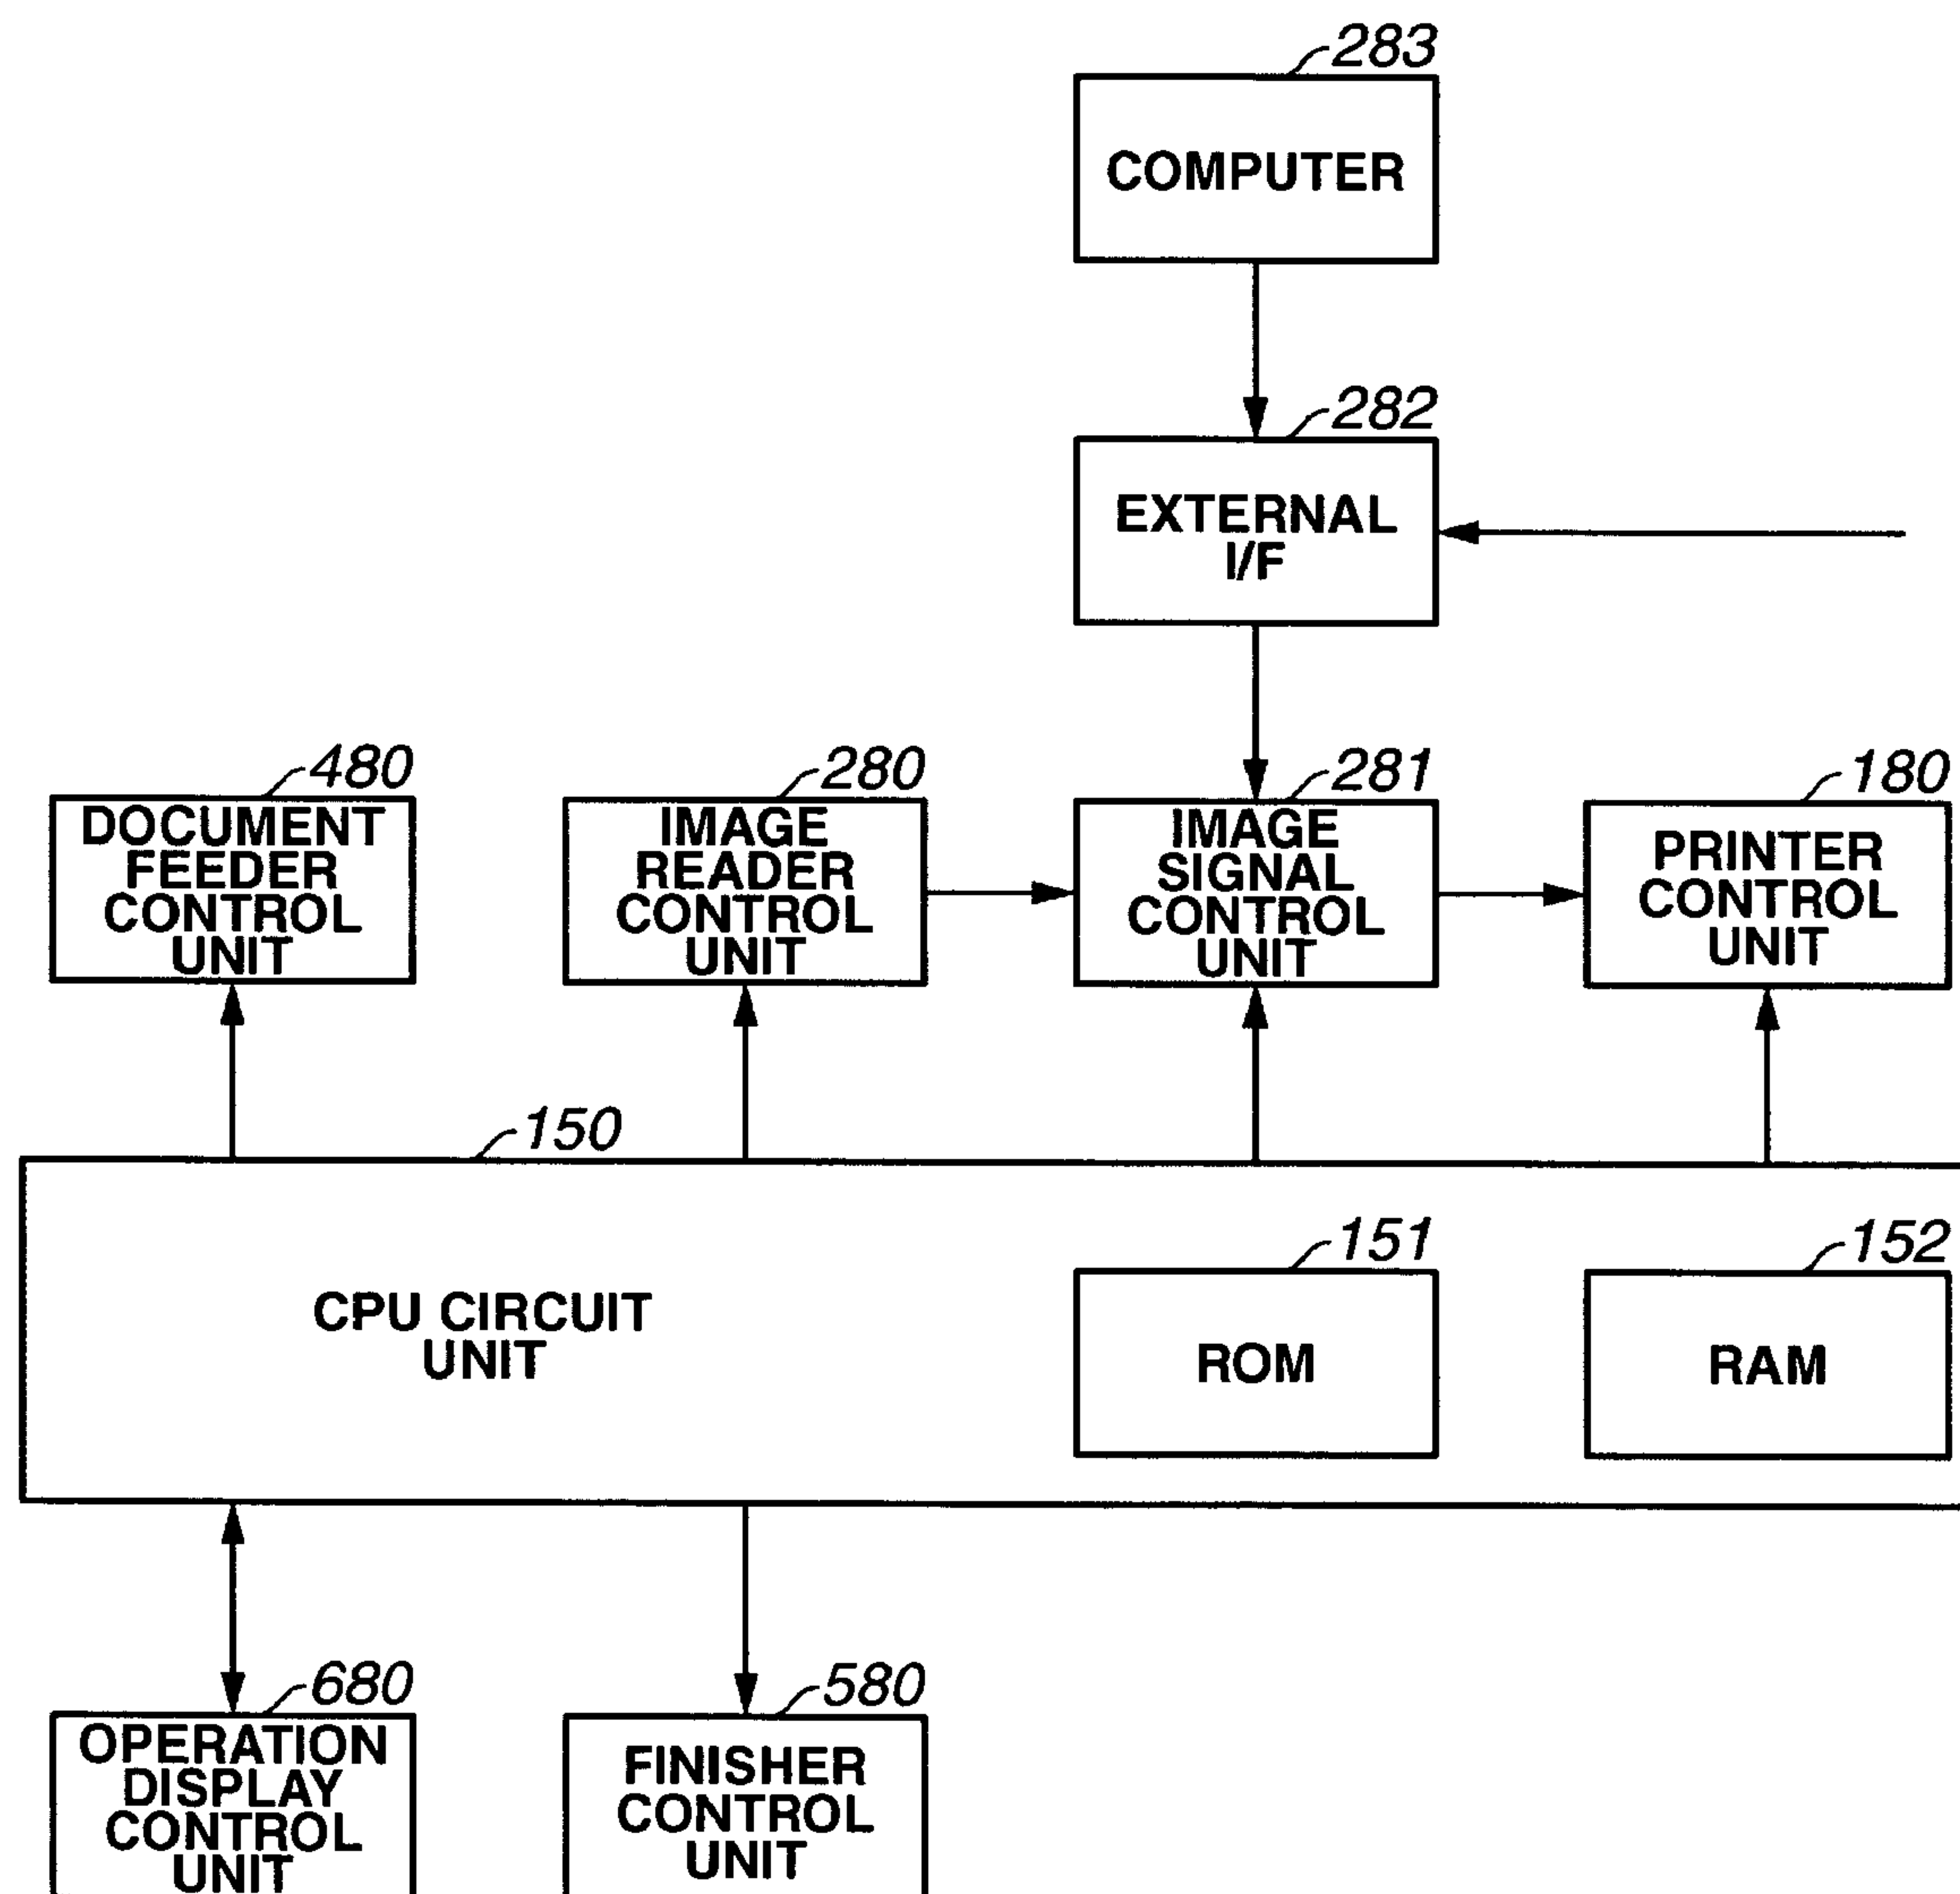 283
COMPUTER
282
EXTERNAL
I/F
480
DOCUMENT
FEEDER
CONTROL
UNIT
280
IMAGE
READER
CONTROL
UNIT
281
IMAGE
SIGNAL
CONTROL
UNIT
180
PRINTER
CONTROL
UNIT
150
CPU CIRCUIT
UNIT
151
ROM
152
RAM
680
OPERATION
DISPLAY
CONTROL
UNIT
580
FINISHER
CONTROL
UNIT